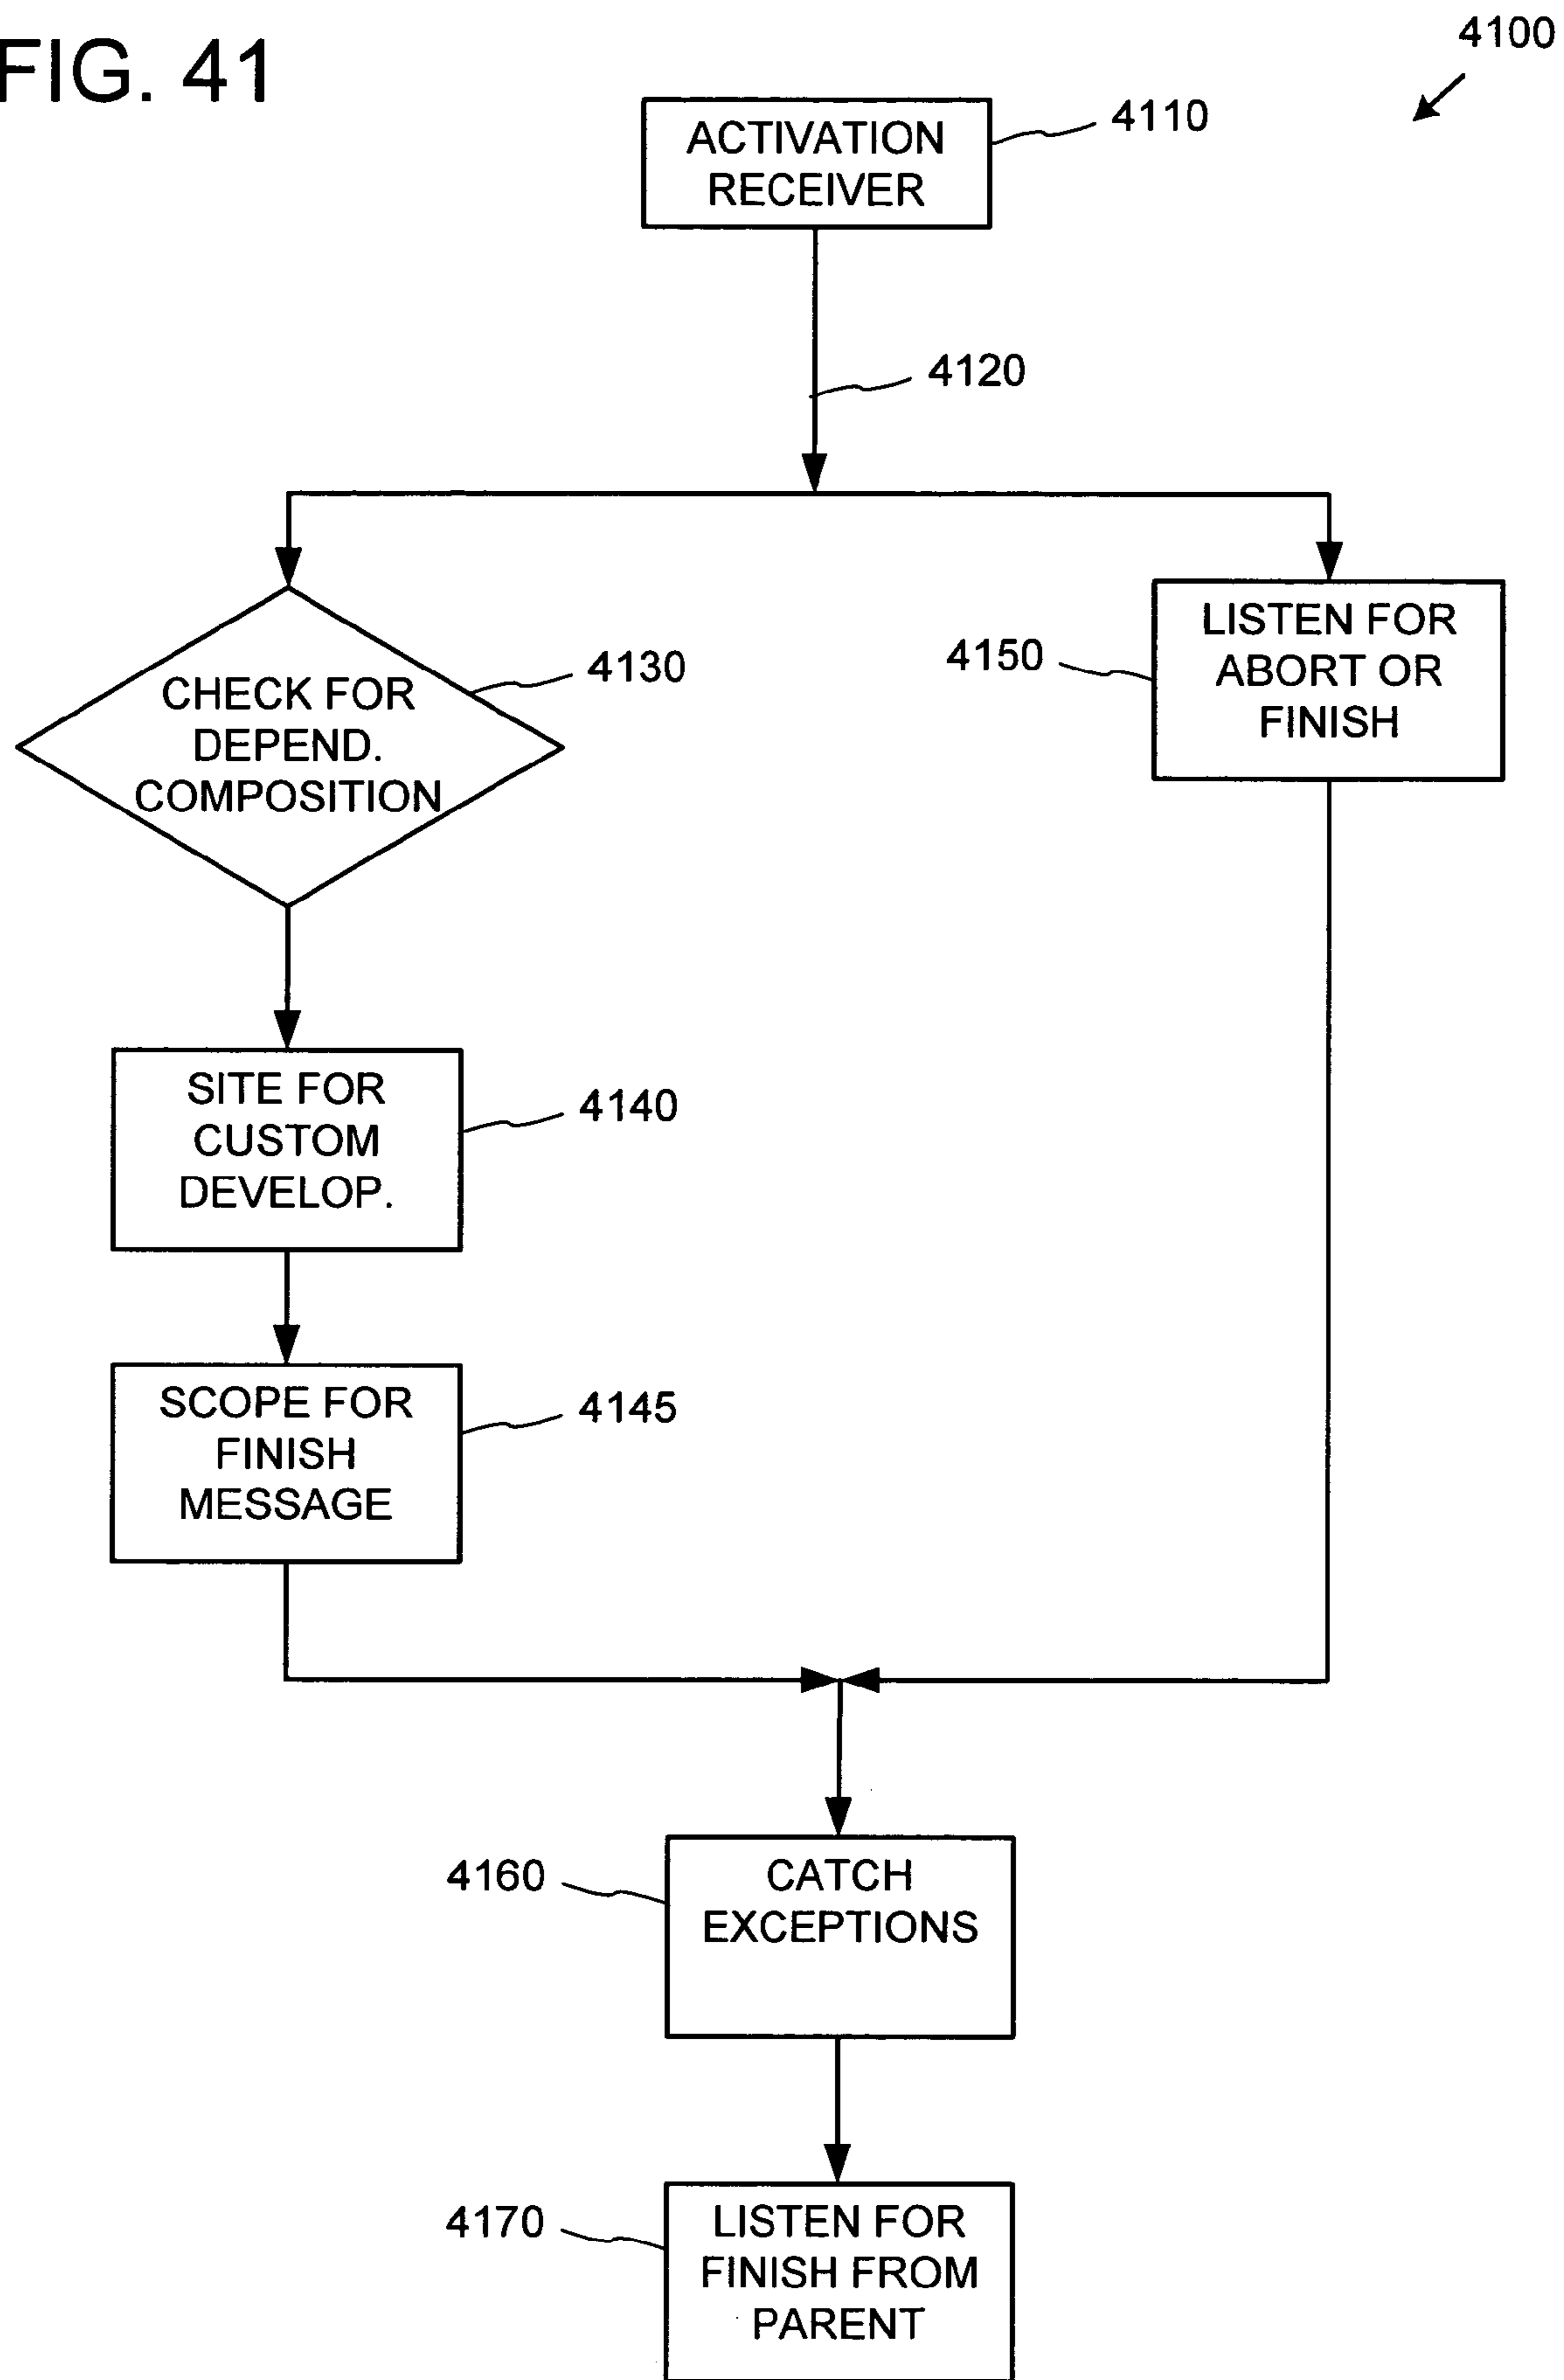 FIG. 41
4100
ACTIVATION
RECEIVER
4110
4120
CHECK FOR
DEPEND.
COMPOSITION
4130
4150
LISTEN FOR
ABORT OR
FINISH
SITE FOR
CUSTOM
DEVELOP.
4140
SCOPE FOR
FINISH
MESSAGE
4145
4160
CATCH
EXCEPTIONS
4170
LISTEN FOR
FINISH FROM
PARENT